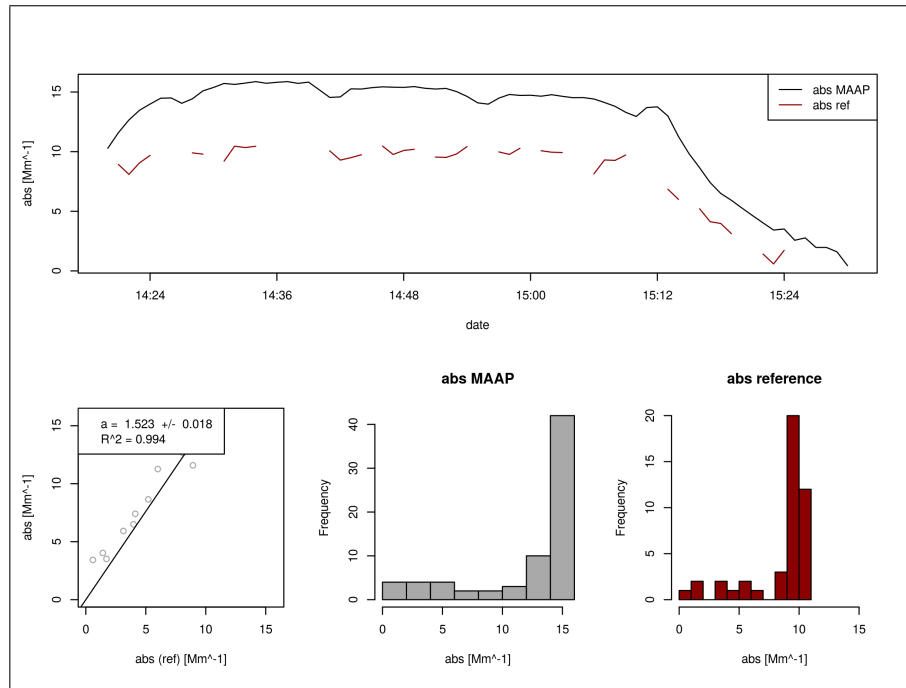 abs MAAP
abs ref
abs [Mm^-1]
15
10
5
0
14:24 14:36 14:48 15:00 15:12 15:24
date
a = 1.523 +/- 0.018
R^2 = 0.994
abs [Mm^-1]
15
10
5
0
0 5 10 15
abs (ref) [Mm^-1]
abs MAAP
Frequency
40
30
20
10
0
0 5 10 15
abs [Mm^-1]
abs reference
Frequency
20
15
10
5
0
0 5 10 15
abs [Mm^-1]